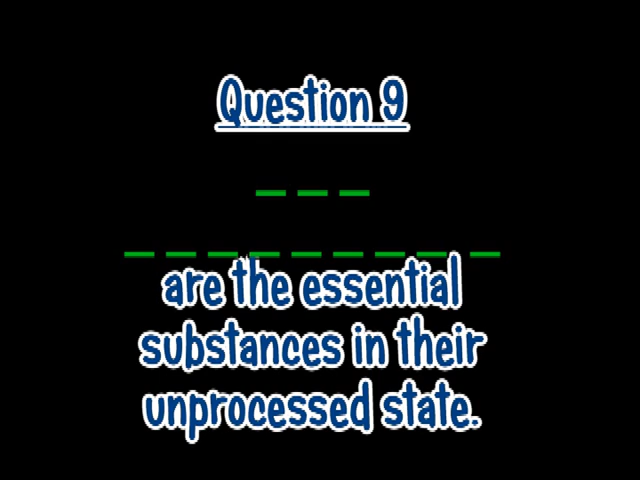 Question 9
_ _ _
_ _ _ _ _ _ _ _ _
are the essential
substances in their
unprocessed state.